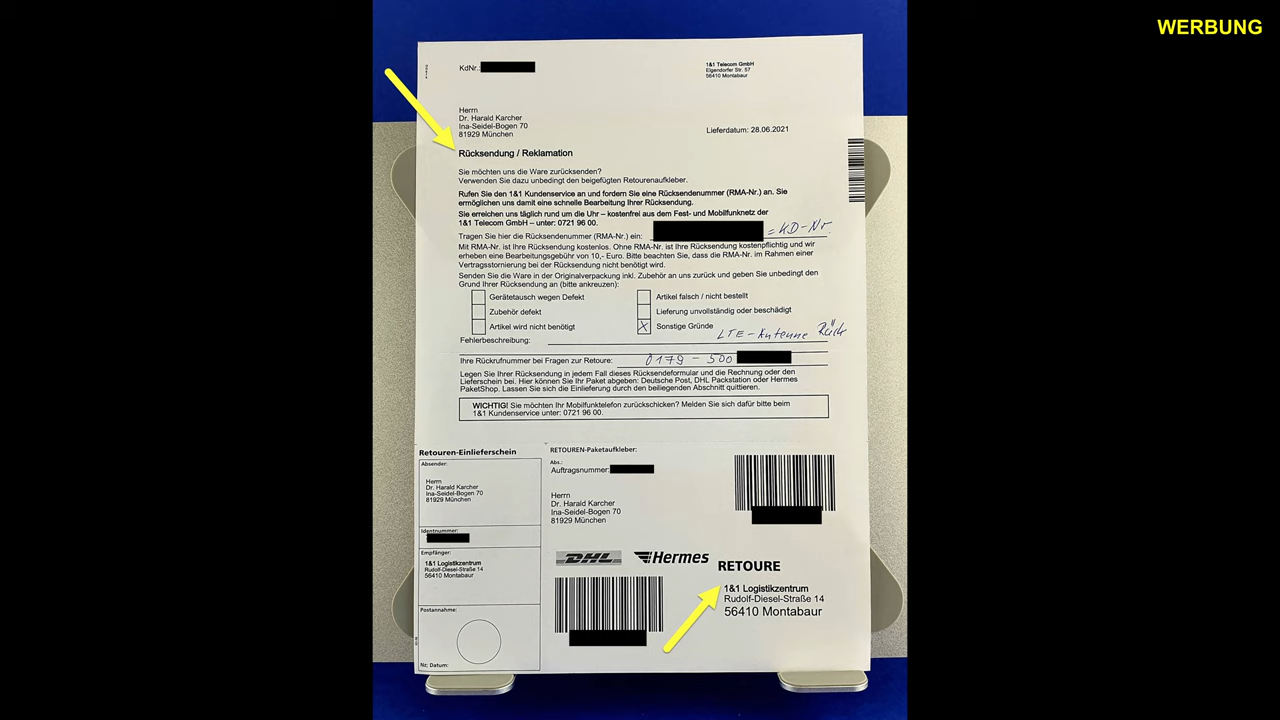 WERBUNG
KdNr.:
1&1 Telecom GmbH
Elgendorfer Str. 57
56410 Montabaur
Herrn
Dr. Harald Karcher
Ina-Seidel-Bogen 70
81929 München
Lieferdatum: 28.06.2021
Rücksendung / Reklamation
Sie möchten uns die Ware zurücksenden?
Verwenden Sie dazu unbedingt den beigefügten Retourenaufkleber.
Rufen Sie den 1&1 Kundenservice an und fordern Sie eine Rücksendenummer (RMA-Nr.) an. Sie
ermöglichen uns damit eine schnelle Bearbeitung Ihrer Rücksendung.
Sie erreichen uns täglich rund um die Uhr – kostenfrei aus dem Fest- und Mobilfunknetz der
1&1 Telecom GmbH – unter: 0721 96 00.
Tragen Sie hier die Rücksendenummer (RMA-Nr.) ein: = KD-Nr.
Mit RMA-Nr. ist Ihre Rücksendung kostenlos. Ohne RMA-Nr. ist Ihre Rücksendung kostenpflichtig und wir
erheben eine Bearbeitungsgebühr von 10,- Euro. Bitte beachten Sie, dass die RMA-Nr. im Rahmen einer
Vertragsstornierung bei der Rücksendung nicht benötigt wird.
Senden Sie die Ware in der Originalverpackung inkl. Zubehör an uns zurück und geben Sie unbedingt den
Grund Ihrer Rücksendung an (bitte ankreuzen):
Gerätetausch wegen Defekt
Artikel falsch / nicht bestellt
Zubehör defekt
Lieferung unvollständig oder beschädigt
Artikel wird nicht benötigt
X Sonstige Gründe
LTE-Antenne Rück
Fehlerbeschreibung:
Ihre Rückrufnummer bei Fragen zur Retoure: 0179 - 500
Legen Sie Ihrer Rücksendung in jedem Fall dieses Rücksendeformular und die Rechnung oder den
Lieferschein bei. Hier können Sie Ihr Paket abgeben: Deutsche Post, DHL Packstation oder Hermes
PaketShop. Lassen Sie sich die Einlieferung durch den beiliegenden Abschnitt quittieren.
WICHTIG! Sie möchten Ihr Mobilfunktelefon zurückschicken? Melden Sie sich dafür bitte beim
1&1 Kundenservice unter: 0721 96 00.
Retouren-Einlieferschein
Absender:
Herrn
Dr. Harald Karcher
Ina-Seidel-Bogen 70
81929 München
Identnummer:
Empfänger:
1&1 Logistikzentrum
Rudolf-Diesel-Straße 14
56410 Montabaur
Postannahme:
Nz; Datum:
RETOUREN-Paketaufkleber:
Abs.:
Auftragsnummer:
Herrn
Dr. Harald Karcher
Ina-Seidel-Bogen 70
81929 München
DHL
Hermes
RETOURE
1&1 Logistikzentrum
Rudolf-Diesel-Straße 14
56410 Montabaur